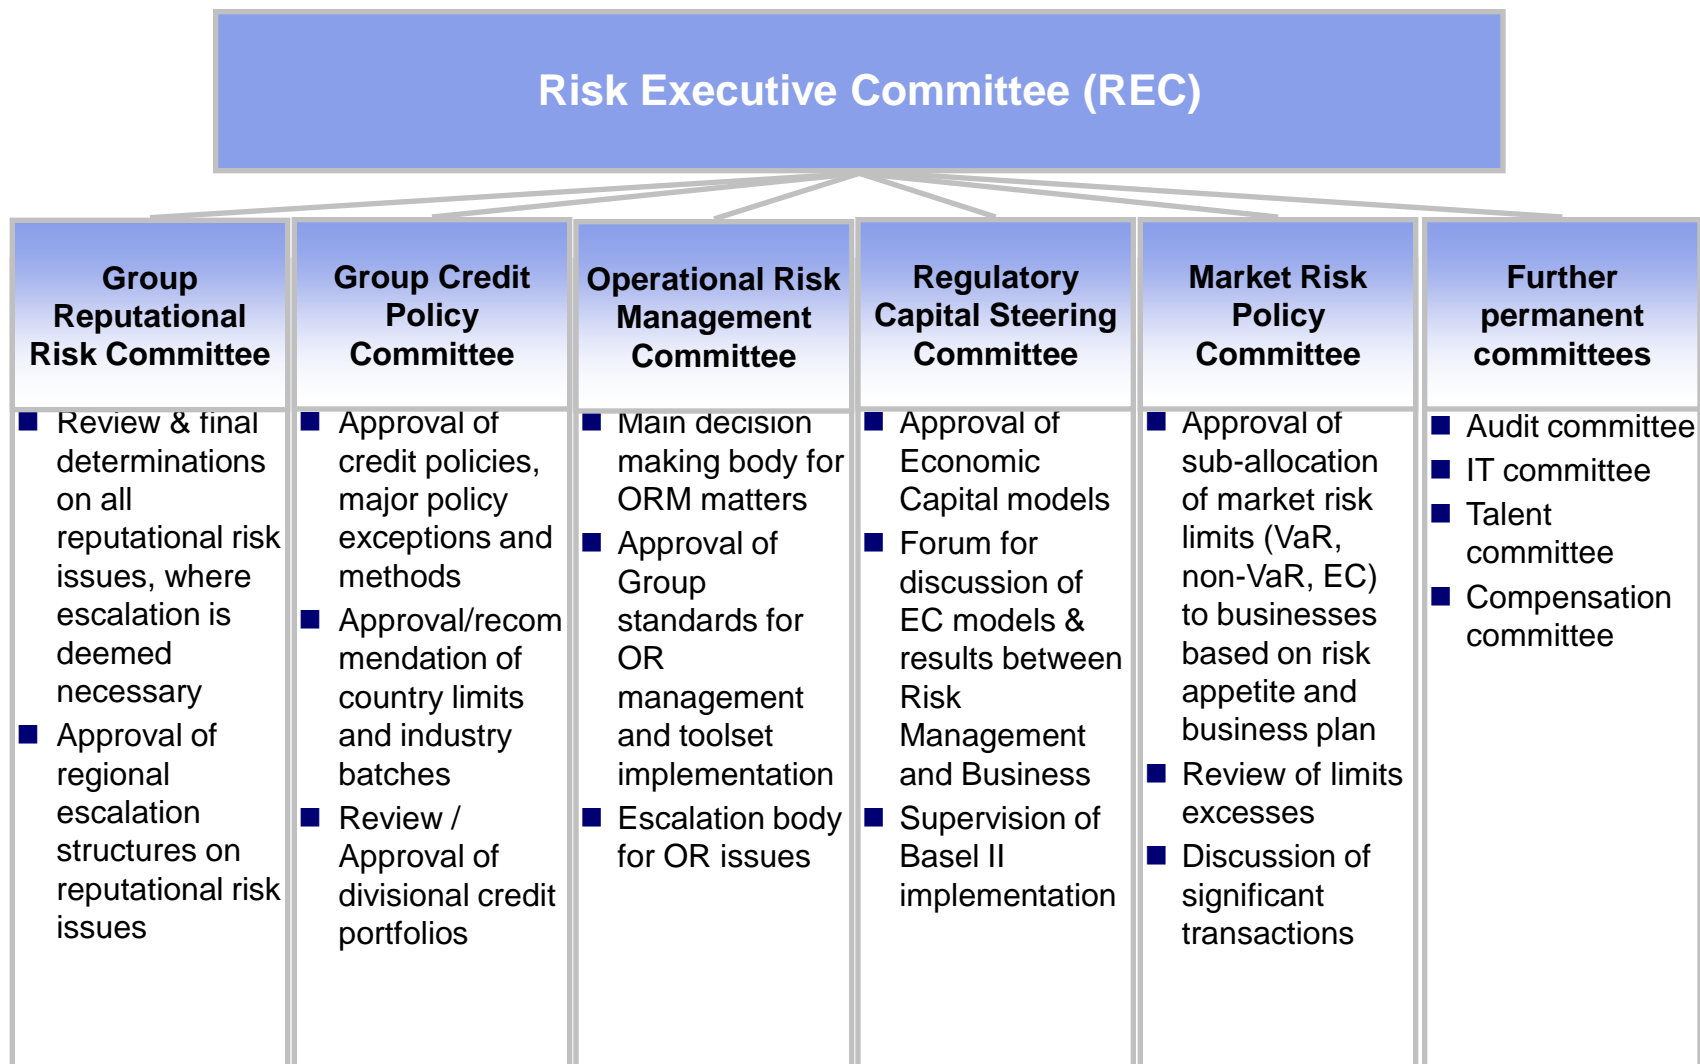 Risk Executive Committee (REC)
Group
Reputational
Risk Committee
Review & final
determinations
on all
reputational risk
issues, where
escalation is
deemed
necessary
Approval of
regional
escalation
structures on
reputational risk
issues
Group Credit
Policy
Committee
Approval of
credit policies,
major policy
exceptions and
methods
Approval/recom
mendation of
country limits
and industry
batches
Review /
Approval of
divisional credit
portfolios
Operational Risk
Management
Committee
Main decision
making body for
ORM matters
Approval of
Group
standards for
OR
management
and toolset
implementation
Escalation body
for OR issues
Regulatory
Capital Steering
Committee
Approval of
Economic
Capital models
Forum for
discussion of
EC models &
results between
Risk
Management
and Business
Supervision of
Basel II
implementation
Market Risk
Policy
Committee
Approval of
sub-allocation
of market risk
limits (VaR,
non-VaR, EC)
to businesses
based on risk
appetite and
business plan
Review of limits
excesses
Discussion of
significant
transactions
Further
permanent
committees
Audit committee
IT committee
Talent
committee
Compensation
committee